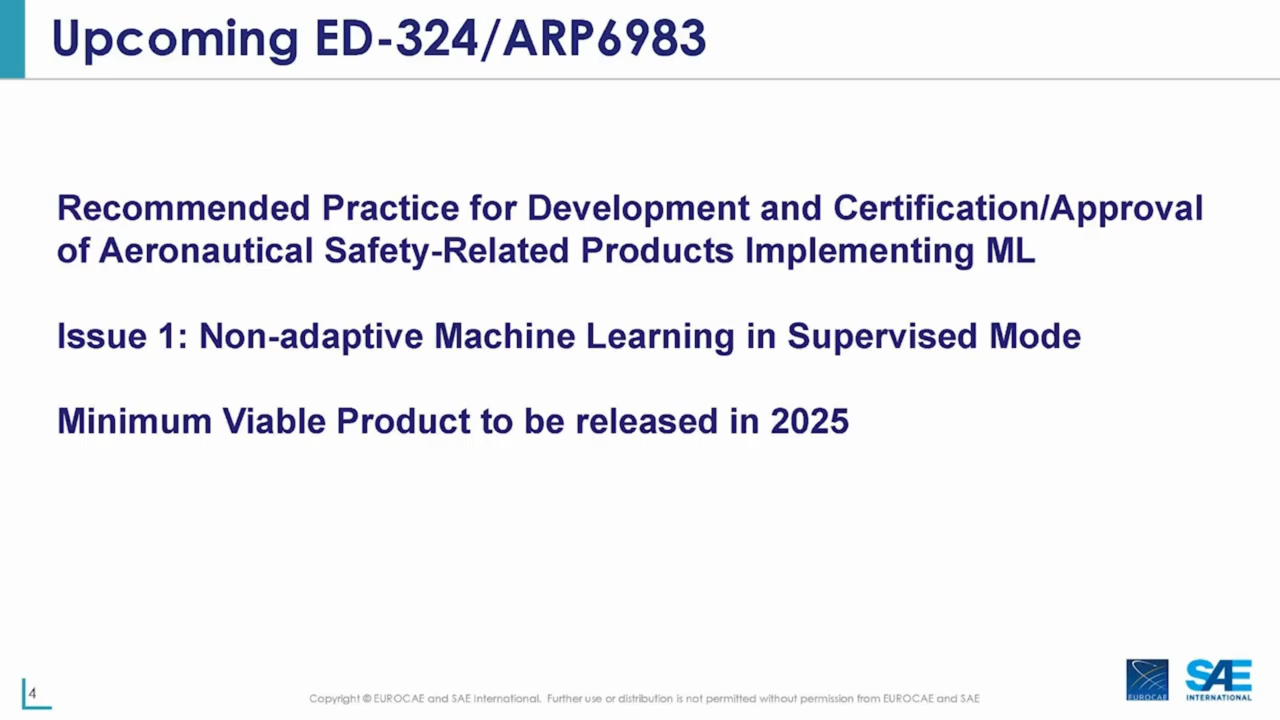 Upcoming ED-324/ARP6983
Recommended Practice for Development and Certification/Approval
of Aeronautical Safety-Related Products Implementing ML
Issue 1: Non-adaptive Machine Learning in Supervised Mode
Minimum Viable Product to be released in 2025
4
Copyright © EUROCAE and SAE International. Further use or distribution is not permitted without permission from EUROCAE and SAE
EUROCAE
SAE
INTERNATIONAL